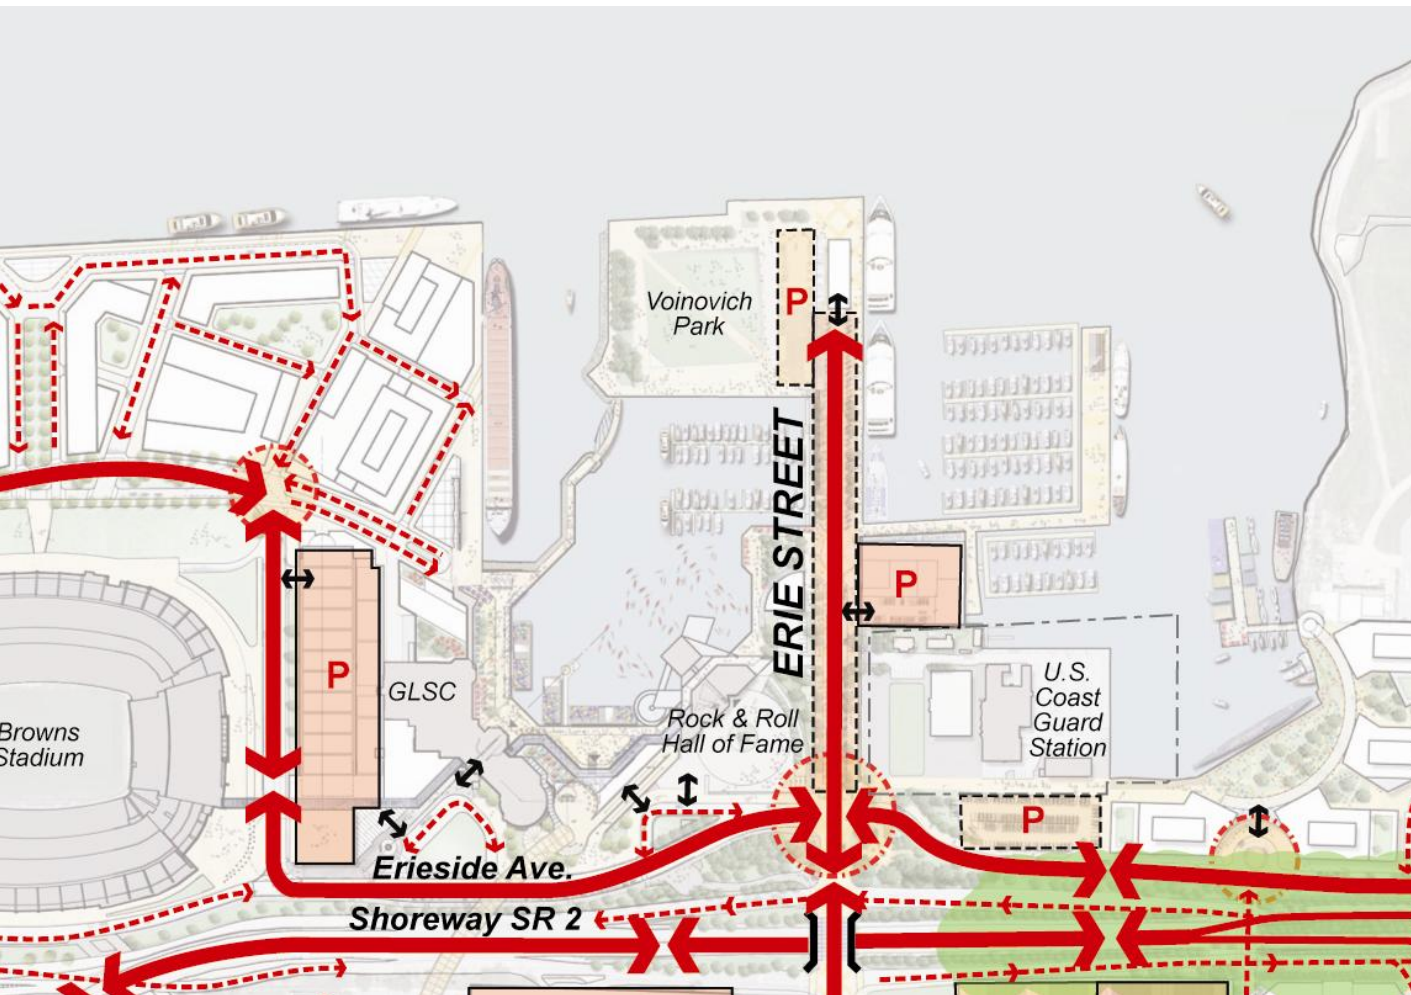 Voinovich
Park
P
ERIE STREET
P
P
GLSC
U.S.
Coast
Guard
Station
Rock & Roll
Hall of Fame
Browns
Stadium
P
Erieside Ave.
Shoreway SR 2